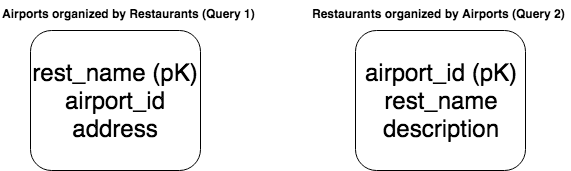 Airports organized by Restaurants (Query 1)
rest_name (pK)
airport_id
address
Restaurants organized by Airports (Query 2)
airport_id (pK)
rest_name
description